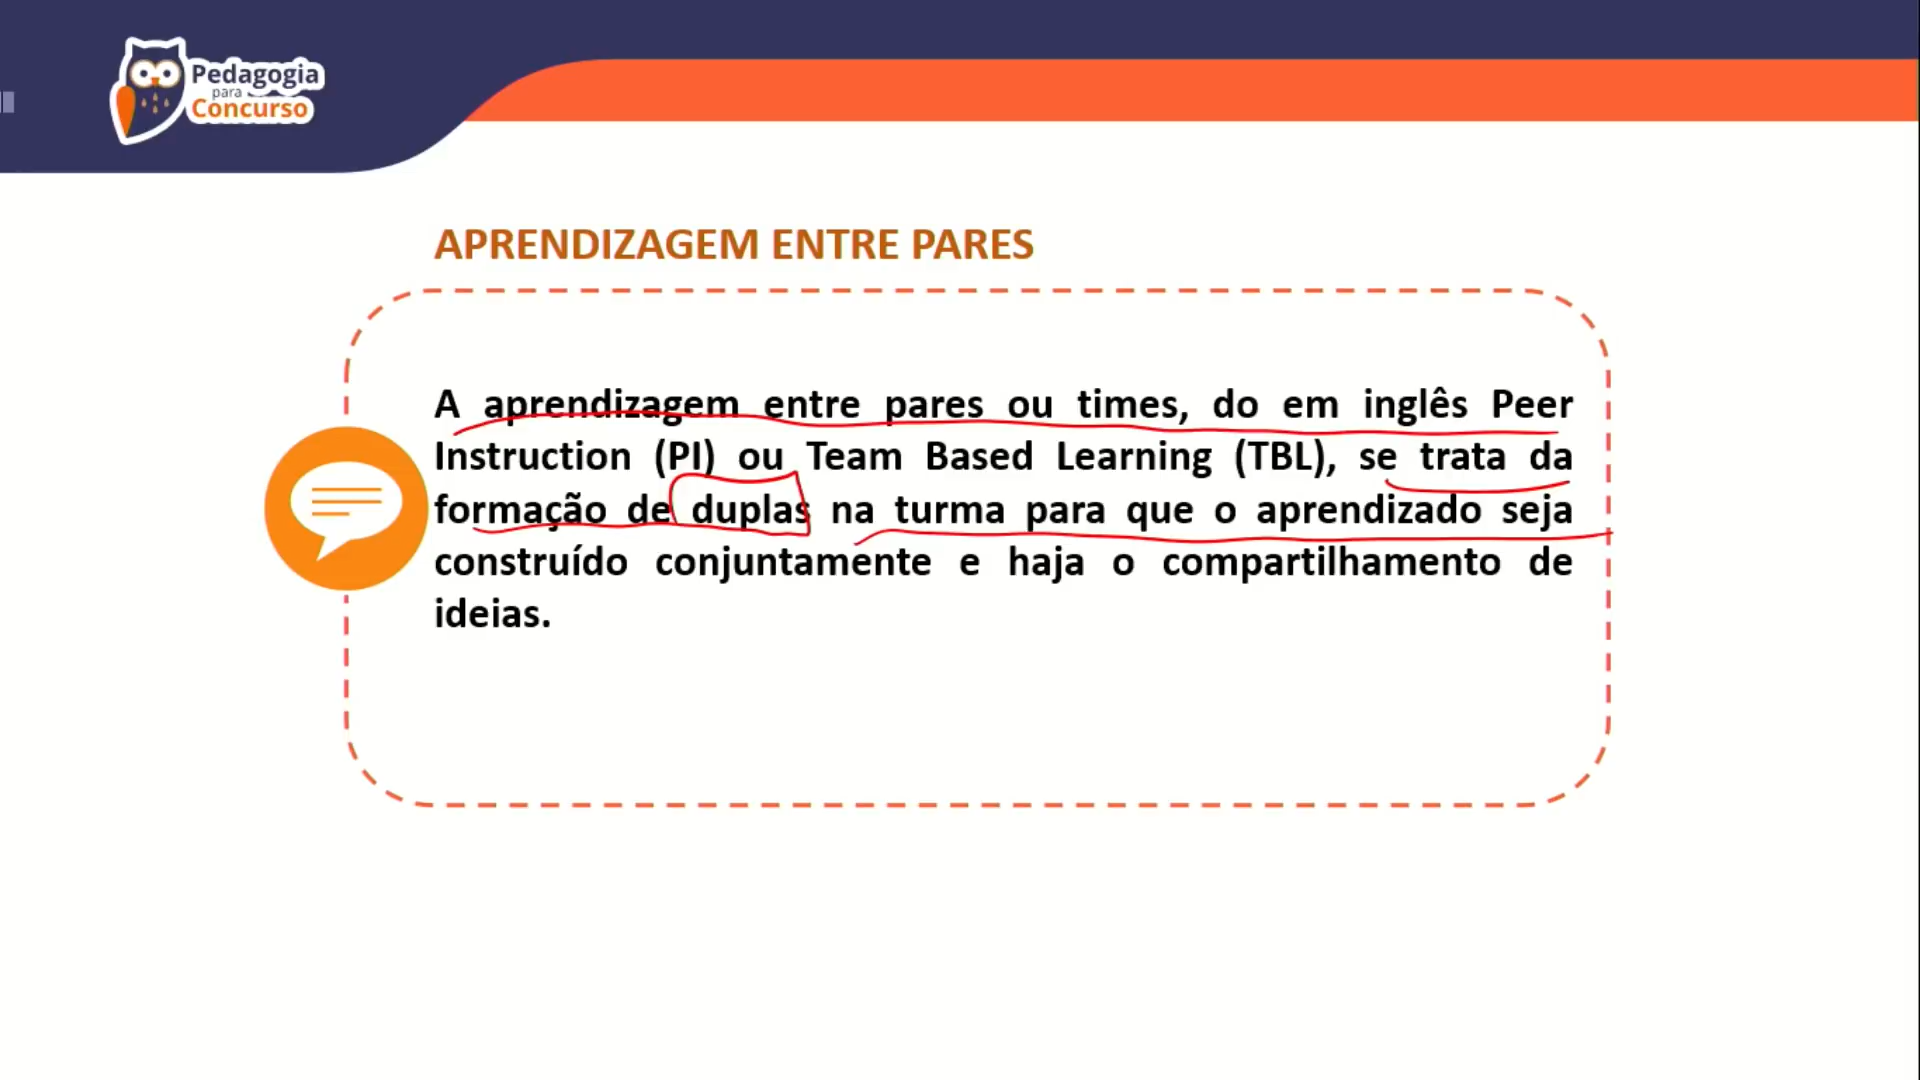 Pedagogia
para
Concurso
APRENDIZAGEM ENTRE PARES
A aprendizagem entre pares ou times, do em inglês Peer
Instruction (PI) ou Team Based Learning (TBL), se trata da
formação de duplas na turma para que o aprendizado seja
construído conjuntamente e haja o compartilhamento de
ideias.